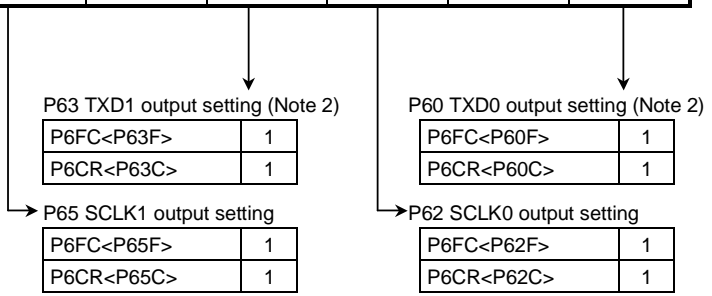 P63 TXD1 output setting (Note 2)
P6FC<P63F> 1
P6CR<P63C> 1
P65 SCLK1 output setting
P6FC<P65F> 1
P6CR<P65C> 1
P60 TXD0 output setting (Note 2)
P6FC<P60F> 1
P6CR<P60C> 1
P62 SCLK0 output setting
P6FC<P62F> 1
P6CR<P62C> 1